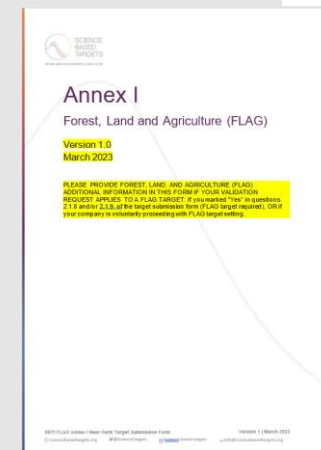 SCIENCE
BASED
TARGETS
Annex I
Forest, Land and Agriculture (FLAG)
Version 1.0
March 2023
PLEASE PROVIDE FOREST, LAND, AND AGRICULTURE (FLAG)
ADDITIONAL INFORMATION IN THIS FORM IF YOUR VALIDATION
REQUEST APPLIES TO A FLAG TARGET: If you marked "Yes" in questions
2.1.8 and/or 2.1.9. of the target submission form (FLAG target required), OR if
your company is voluntarily proceeding with FLAG target setting.
SBTi FLAG Annex I Near-Term Target Submission Form Version 1 | March 2023
sciencebasedtargets.org @ScienceTargets